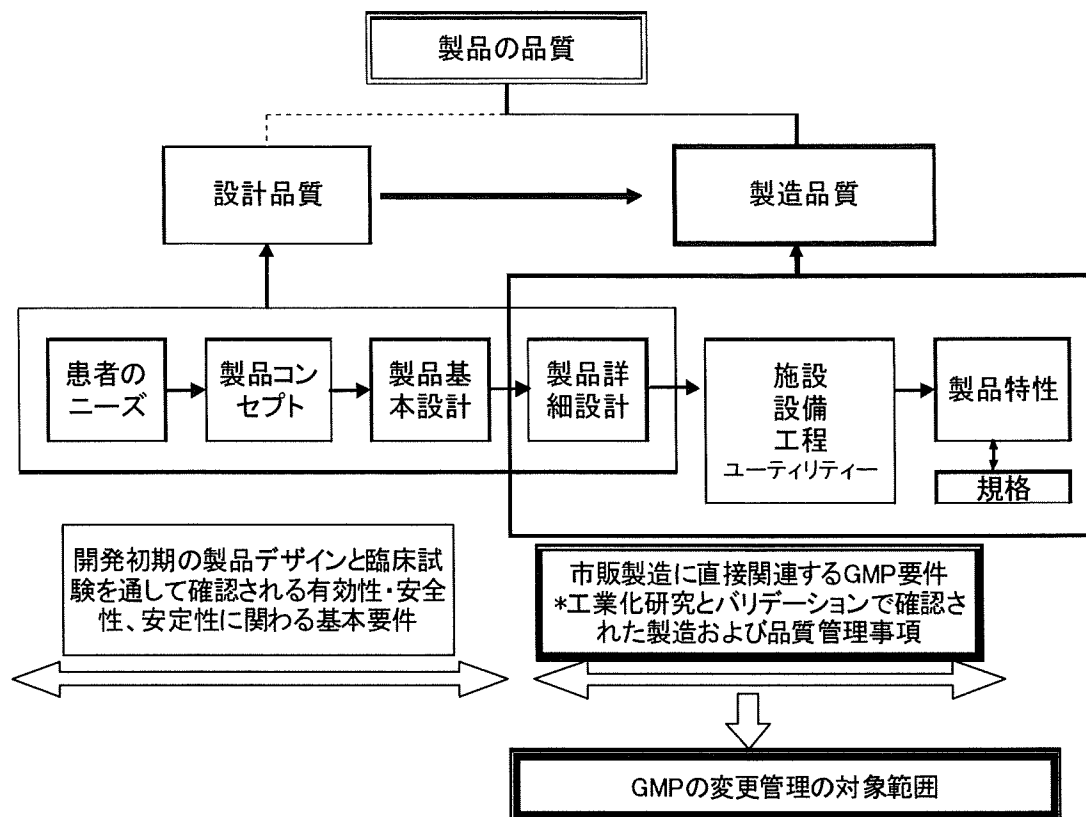 製品の品質
設計品質
製造品質
患者の
ニーズ
製品コン
セプト
製品基
本設計
製品詳
細設計
施設
設備
工程
ユーティリティー
製品特性
規格
開発初期の製品デザインと臨床試
験を通して確認される有効性・安全
性、安定性に関わる基本要件
市販製造に直接関連するGMP要件
*工業化研究とバリデーションで確認さ
れた製造および品質管理事項
GMPの変更管理の対象範囲